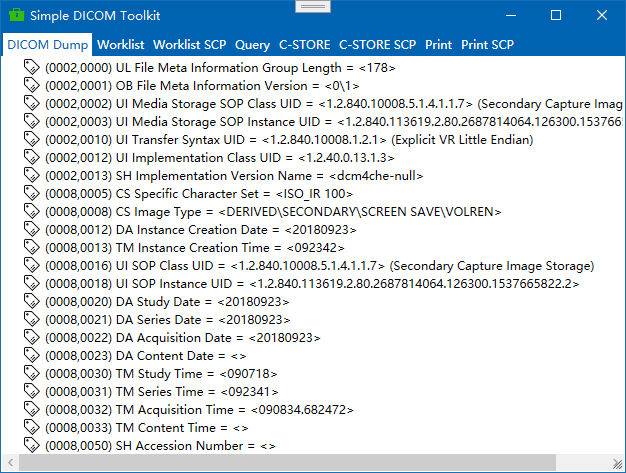 Simple DICOM Toolkit
DICOM Dump Worklist Worklist SCP Query C-STORE C-STORE SCP Print Print SCP
(0002,0000) UL File Meta Information Group Length = <178>
(0002,0001) OB File Meta Information Version = <0\1>
(0002,0002) UI Media Storage SOP Class UID = <1.2.840.10008.5.1.4.1.1.7> (Secondary Capture Imag
(0002,0003) UI Media Storage SOP Instance UID = <1.2.840.113619.2.80.2687814064.126300.1537665
(0002,0010) UI Transfer Syntax UID = <1.2.840.10008.1.2.1> (Explicit VR Little Endian)
(0002,0012) UI Implementation Class UID = <1.2.40.0.13.1.3>
(0002,0013) SH Implementation Version Name = <dcm4che-null>
(0008,0005) CS Specific Character Set = <ISO_IR 100>
(0008,0008) CS Image Type = <DERIVED\SECONDARY\SCREEN SAVE\VOLREN>
(0008,0012) DA Instance Creation Date = <20180923>
(0008,0013) TM Instance Creation Time = <092342>
(0008,0016) UI SOP Class UID = <1.2.840.10008.5.1.4.1.1.7> (Secondary Capture Image Storage)
(0008,0018) UI SOP Instance UID = <1.2.840.113619.2.80.2687814064.126300.1537665822.2>
(0008,0020) DA Study Date = <20180923>
(0008,0021) DA Series Date = <20180923>
(0008,0022) DA Acquisition Date = <20180923>
(0008,0023) DA Content Date = <>
(0008,0030) TM Study Time = <090718>
(0008,0031) TM Series Time = <092341>
(0008,0032) TM Acquisition Time = <090834.682472>
(0008,0033) TM Content Time = <>
(0008,0050) SH Accession Number = <>